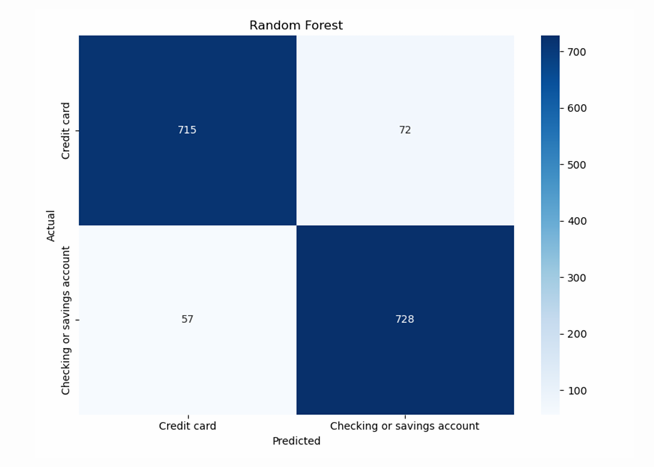 Random Forest
Credit card
715
72
Actual
Checking or savings account
57
728
Credit card
Checking or savings account
Predicted
700
600
500
400
300
200
100